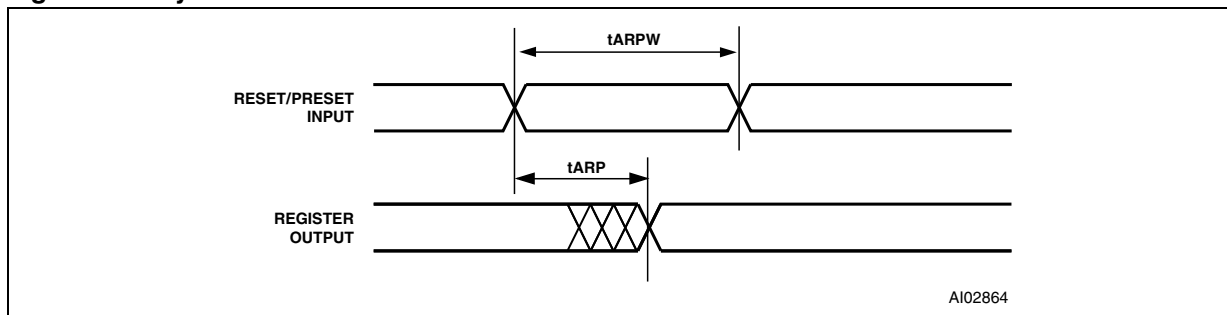 tARPW
RESET/PRESET
INPUT
tARP
REGISTER
OUTPUT
AI02864